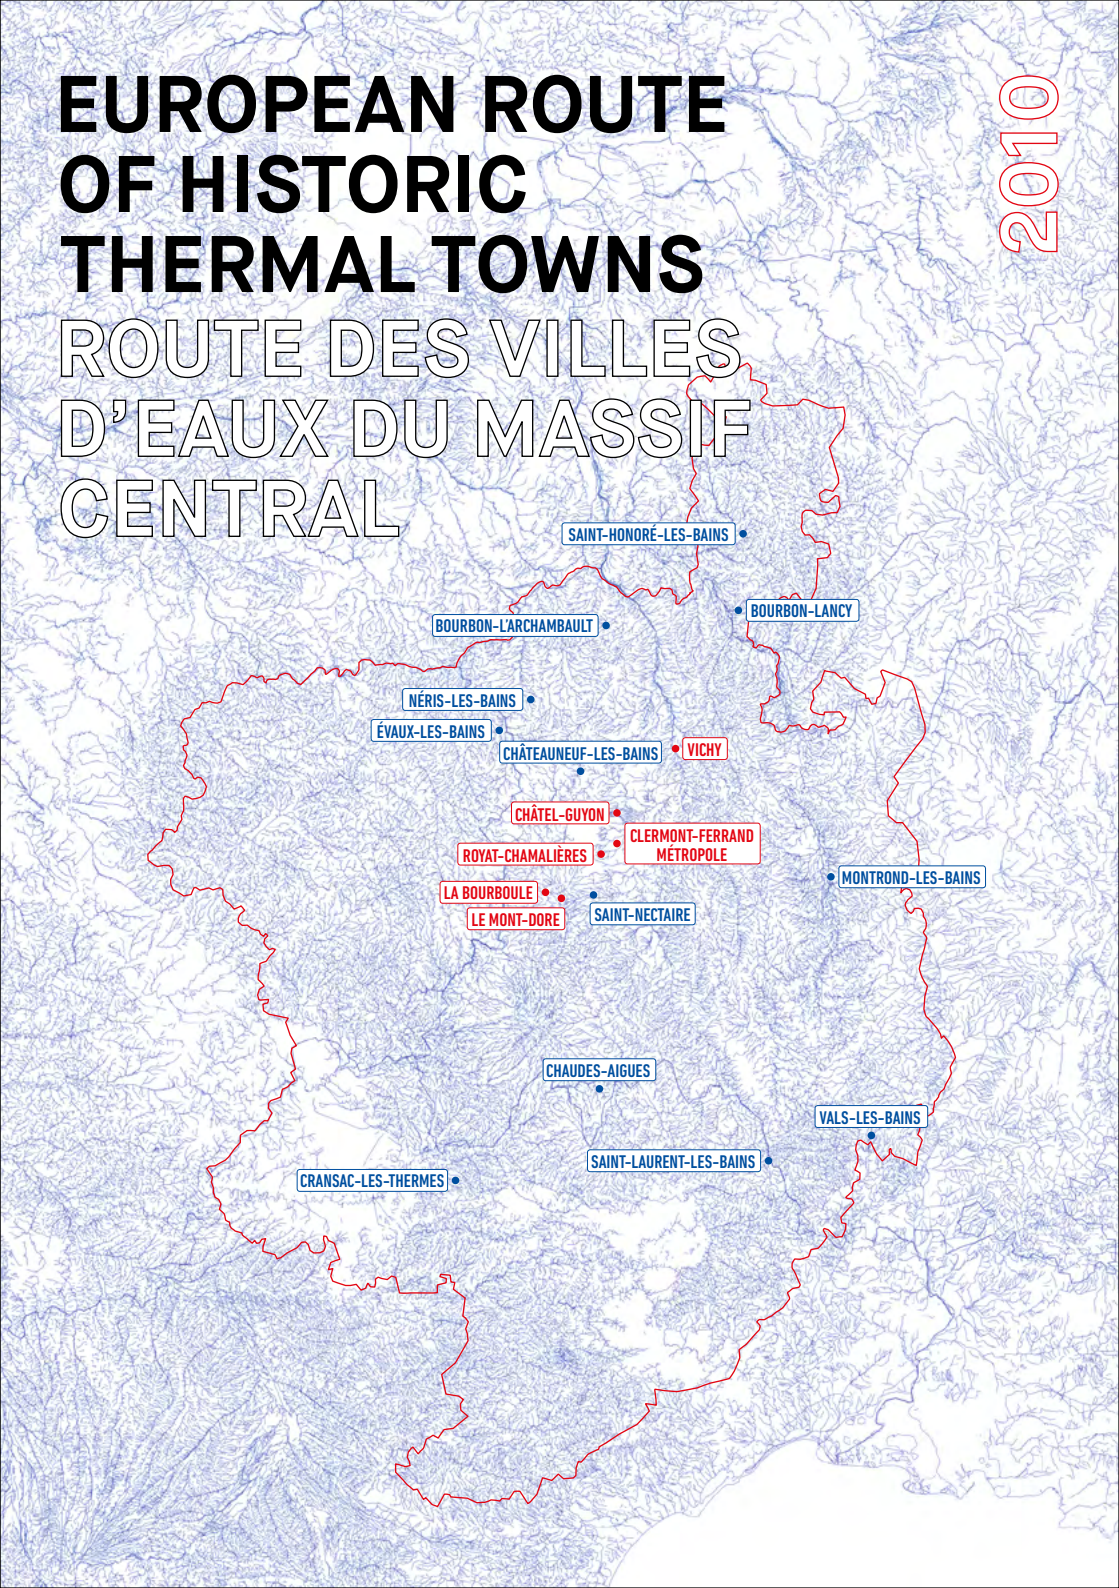 EUROPEAN ROUTE
OF HISTORIC
THERMAL TOWNS
ROUTE DES VILLES
D’EAUX DU MASSIF
CENTRAL
2010
SAINT-HONORÉ-LES-BAINS
BOURBON-LANCY
BOURBON-L’ARCHAMBAULT
NÉRIS-LES-BAINS
ÉVAUX-LES-BAINS
CHÂTEAUNEUF-LES-BAINS
VICHY
CHÂTEL-GUYON
CLERMONT-FERRAND
MÉTROPOLE
ROYAT-CHAMALIÈRES
MONTROND-LES-BAINS
LA BOURBOULE
LE MONT-DORE
SAINT-NECTAIRE
CHAUDES-AIGUES
VALS-LES-BAINS
SAINT-LAURENT-LES-BAINS
CRANSAC-LES-THERMES